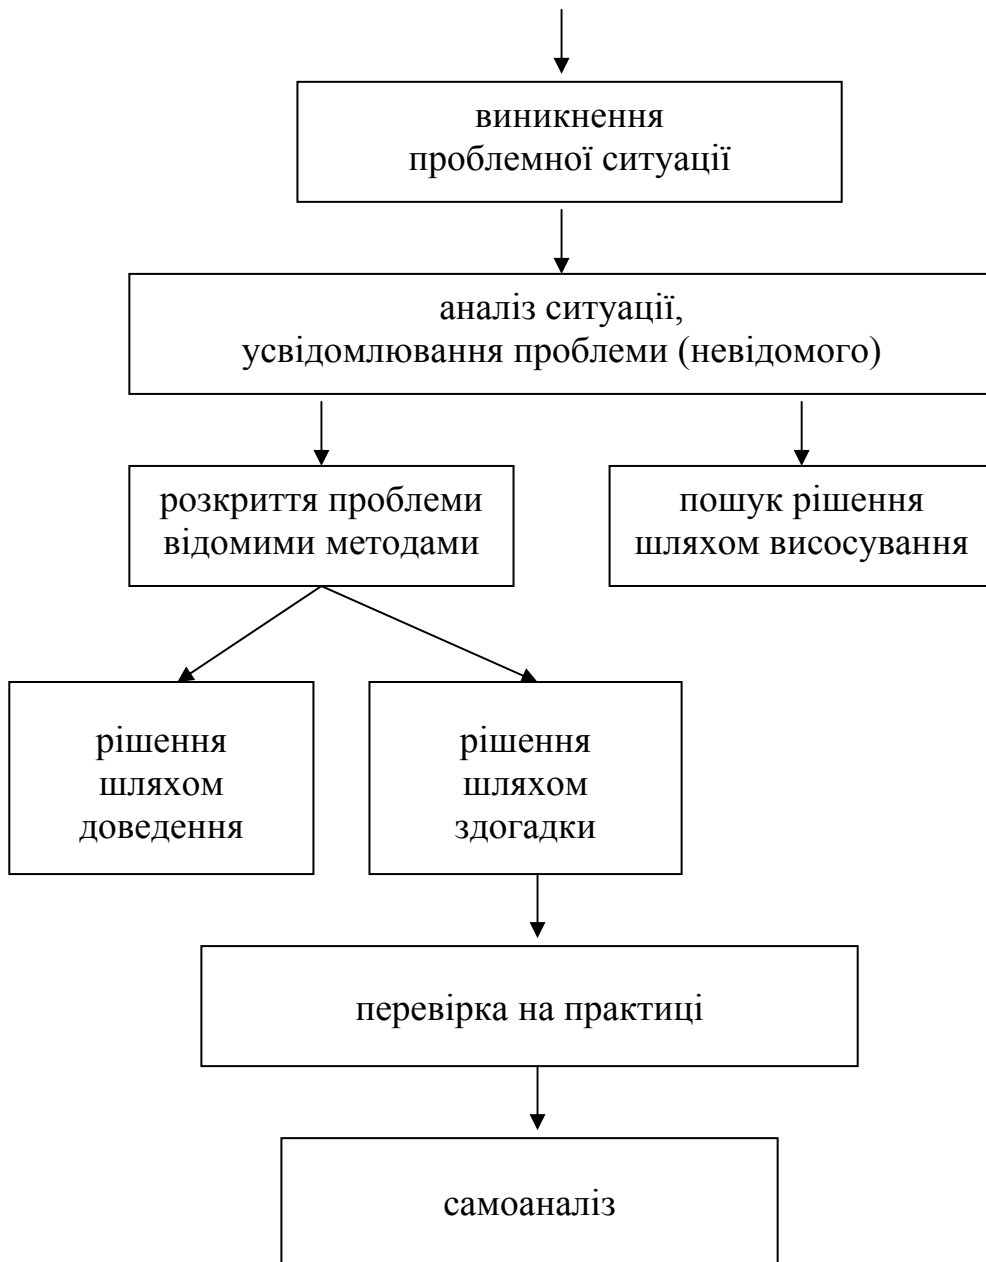 виникнення
проблемної ситуації
аналіз ситуації,
усвідомлювання проблеми (невідомого)
розкриття проблеми
відомими методами
пошук рішення
шляхом висосування
рішення
шляхом
доведення
рішення
шляхом
здогадки
перевірка на практиці
самоаналіз